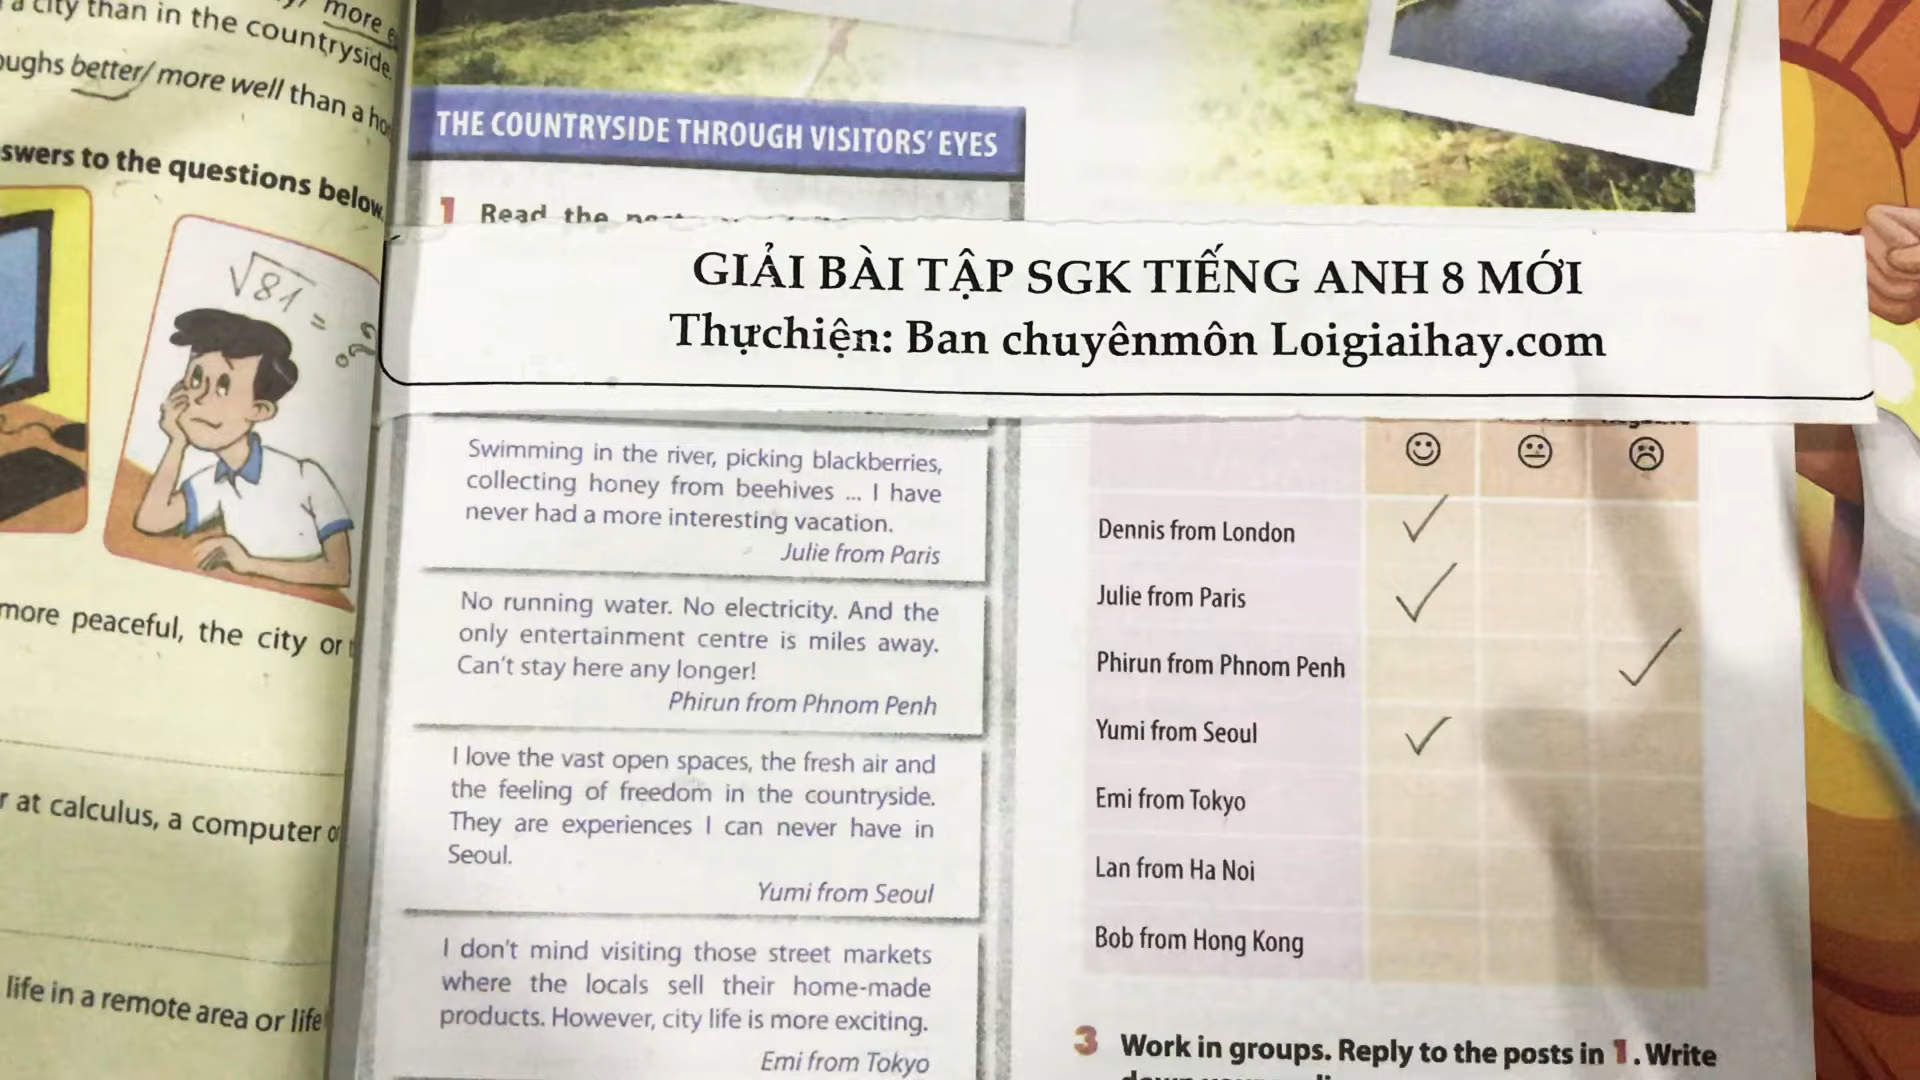 a city than in the countryside.
more
better/ more well than a
swers to the questions below
√81 = ?
more peaceful, the city or
r at calculus, a computer or
life in a remote area or life
THE COUNTRYSIDE THROUGH VISITORS' EYES
1 Read the
GIẢI BÀI TẬP SGK TIẾNG ANH 8 MỚI
Thựchiện: Ban chuyênmôn Loigiaihay.com
Swimming in the river, picking blackberries,
collecting honey from beehives ... I have
never had a more interesting vacation.
Julie from Paris
No running water. No electricity. And the
only entertainment centre is miles away.
Can't stay here any longer!
Phirun from Phnom Penh
I love the vast open spaces, the fresh air and
the feeling of freedom in the countryside.
They are experiences I can never have in
Seoul.
Yumi from Seoul
I don't mind visiting those street markets
where the locals sell their home-made
products. However, city life is more exciting.
Emi from Tokyo
Dennis from London
Julie from Paris
Phirun from Phnom Penh
Yumi from Seoul
Emi from Tokyo
Lan from Ha Noi
Bob from Hong Kong
3 Work in groups. Reply to the posts in 1. Write